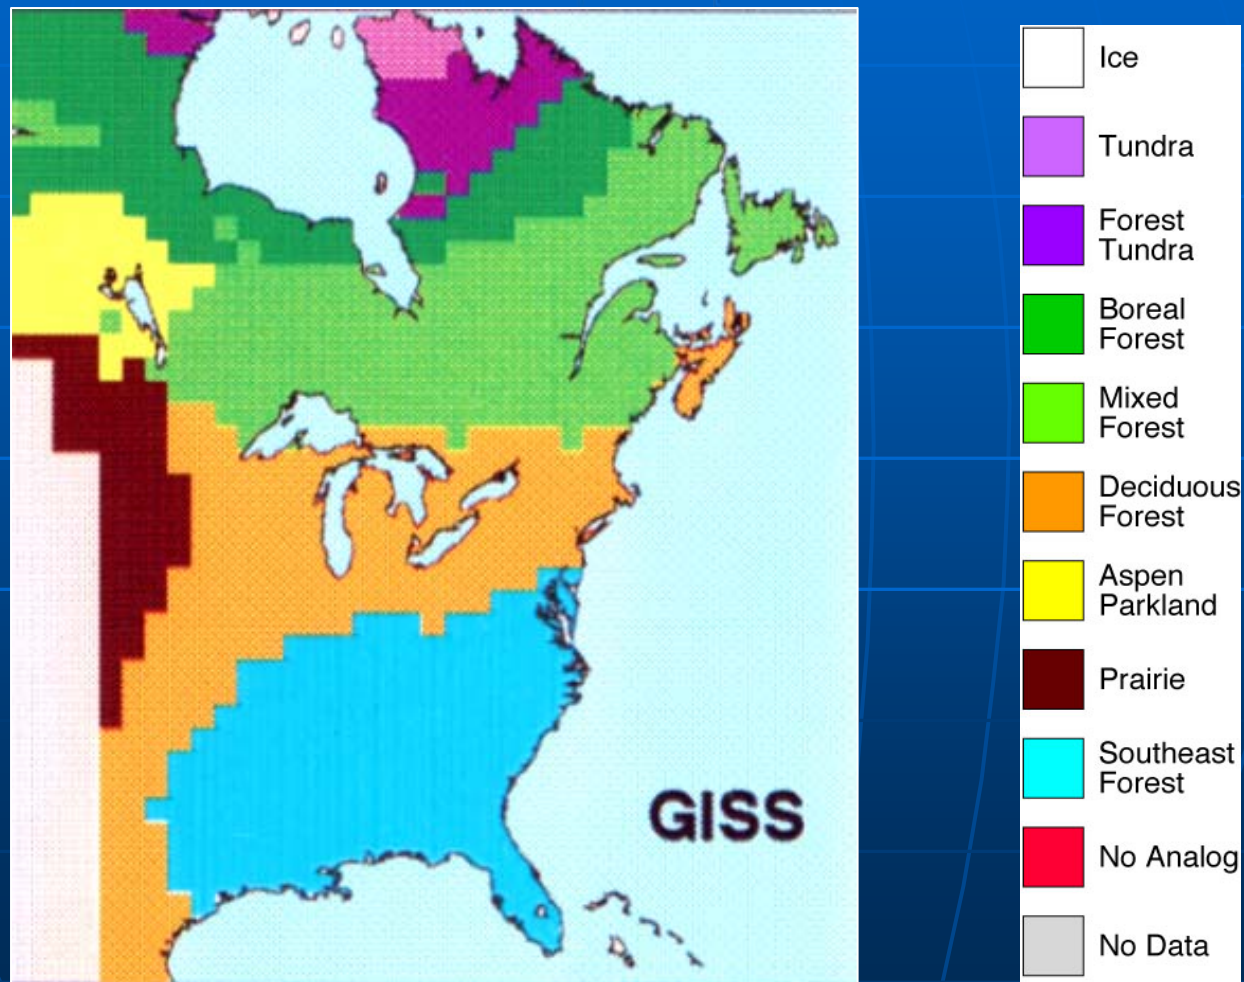 GISS
Ice
Tundra
Forest
Tundra
Boreal
Forest
Mixed
Forest
Deciduous
Forest
Aspen
Parkland
Prairie
Southeast
Forest
No Analog
No Data